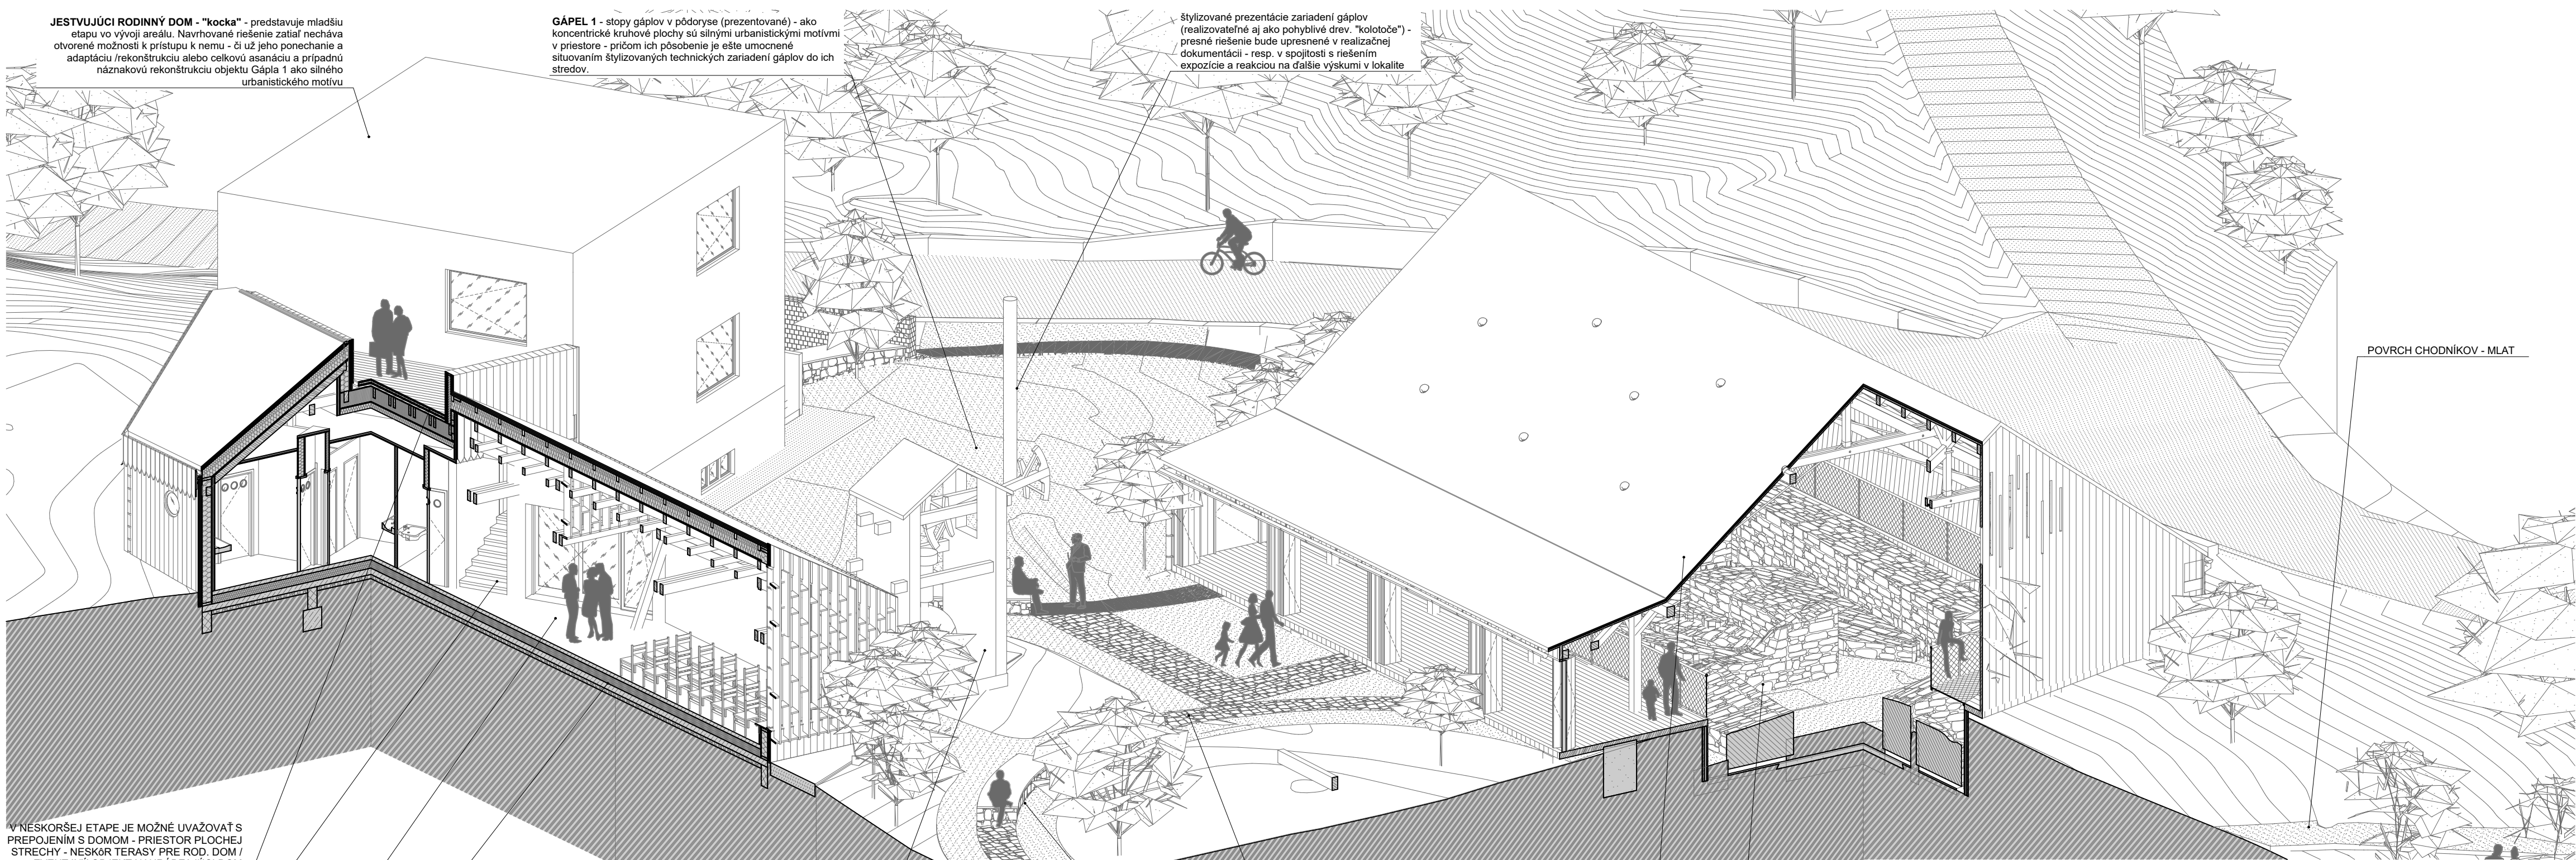 JESTVUJÚCI RODINNÝ DOM - "kocka" - predstavuje mladšiu
etapu vo vývoji areálu. Navrhované riešenie zatiaľ necháva
otvorené možnosti k prístupu k nemu - či už jeho ponechanie a
adaptáciu /rekonštrukciu alebo celkovú asanáciu a prípadnú
náznakovú rekonštrukciu objektu Gápla 1 ako silného
urbanistického motívu
GÁPEL 1 - stopy gáplov v pôdoryse (prezentované) - ako
koncentrické kruhové plochy sú silnými urbanistickými motívmi
v priestore - pričom ich pôsobenie je ešte umocnené
situovaním štylizovaných technických zariadení gáplov do ich
stredov.
štylizované prezentácie zariadení gáplov
(realizovateľné aj ako pohyblivé drev. "kolotoče") -
presné riešenie bude upresnené v realizačnej
dokumentácii - resp. v spojitosti s riešením
expozície a reakciou na ďalšie výskumi v lokalite
POVRCH CHODNÍKOV - MLAT
V NESKORŠEJ ETAPE JE MOŽNÉ UVAŽOVAŤ S
PREPOJENÍM S DOMOM - PRIESTOR PLOCHEJ
STRECHY - NESKôR TERASY PRE ROD. DOM /